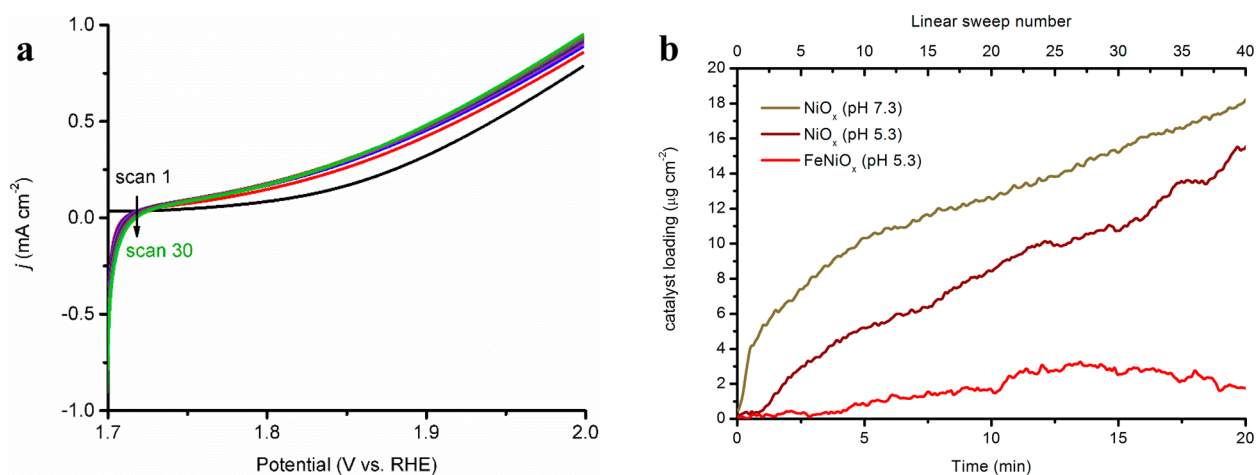 a
j (mA cm⁻²)
1.0
0.5
0.0
-0.5
-1.0
scan 1
scan 30
1.7
1.8
1.9
2.0
Potential (V vs. RHE)
b
Linear sweep number
0
5
10
15
20
25
30
35
40
catalyst loading (µg cm⁻²)
20
18
16
14
12
10
8
6
4
2
0
NiOₓ (pH 7.3)
NiOₓ (pH 5.3)
FeNiOₓ (pH 5.3)
0
5
10
15
20
Time (min)